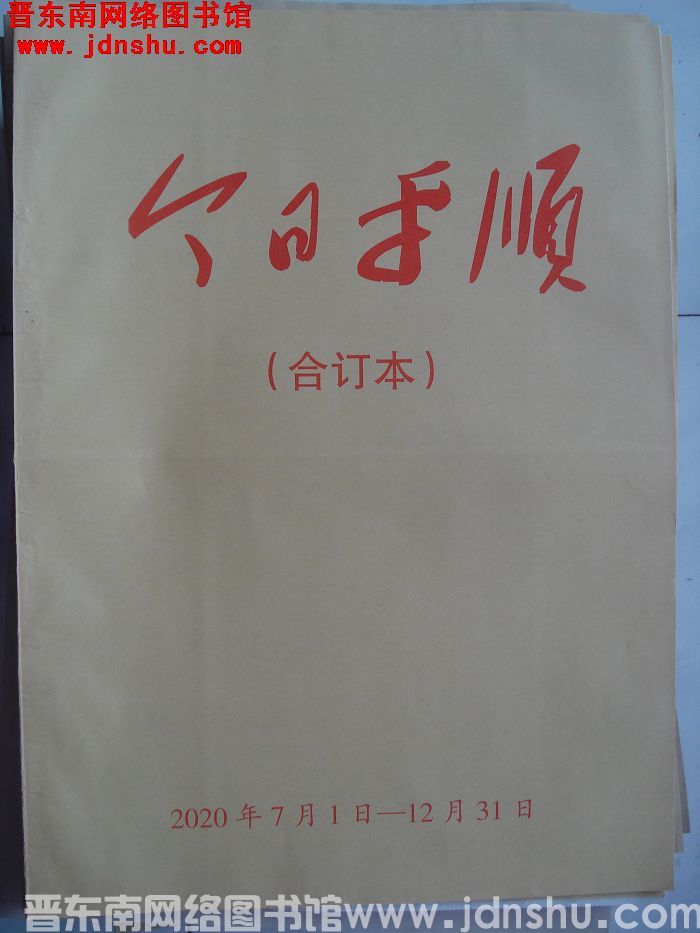 晋东南网络图书馆
www.jdnshu.com
今日平順
（合订本）
2020年7月1日—12月31日
晋东南网络图书馆www.jdnshu.com